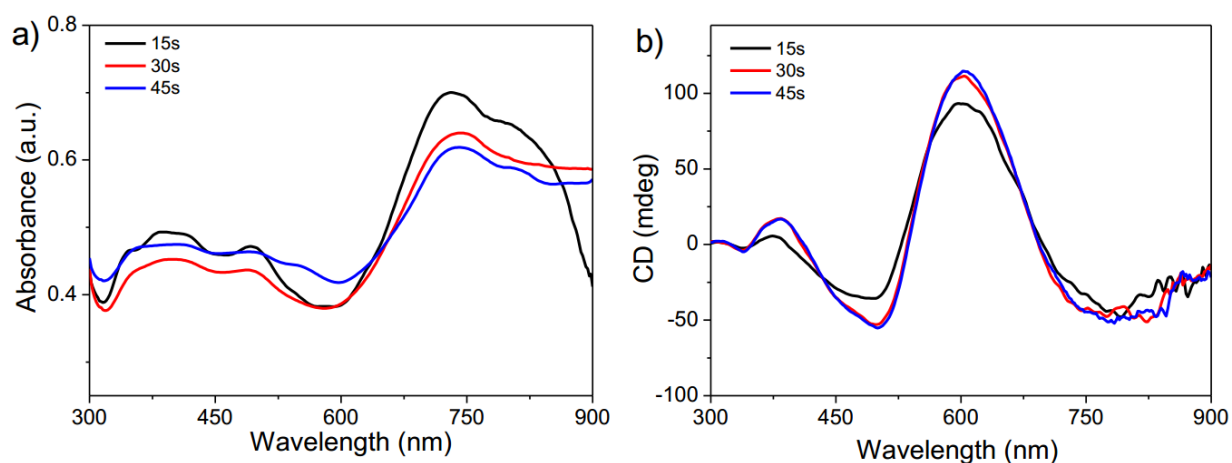 a)
15s
30s
45s
0.8
0.6
0.4
Absorbance (a.u.)
300 450 600 750 900
Wavelength (nm)
b)
15s
30s
45s
100
50
0
-50
-100
CD (mdeg)
300 450 600 750 900
Wavelength (nm)